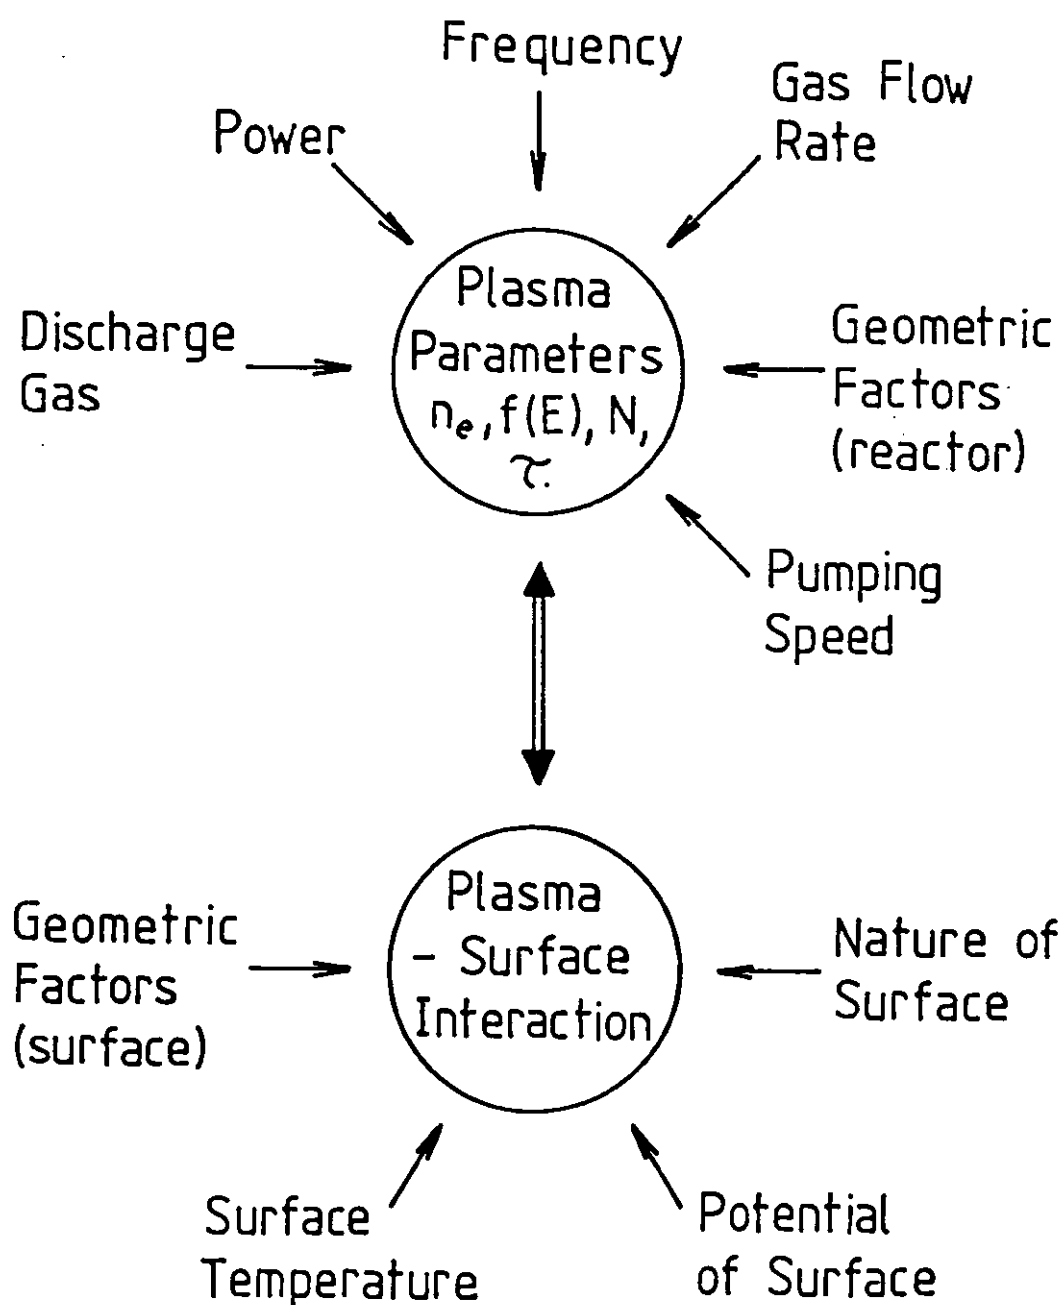 Frequency
Gas Flow
Rate
Power
Plasma
Parameters
nₑ, f(E), N,
τ.
Discharge
Gas
Geometric
Factors
(reactor)
Pumping
Speed
Plasma
- Surface
Interaction
Geometric
Factors
(surface)
Nature of
Surface
Surface
Temperature
Potential
of Surface